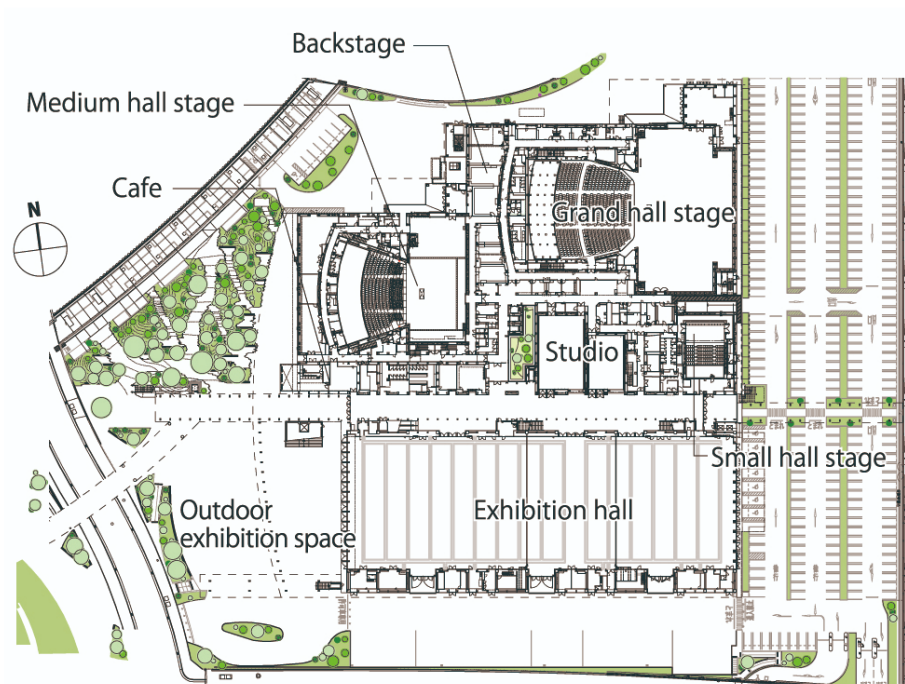 Backstage
Medium hall stage
Cafe
N
Grand hall stage
Studio
Small hall stage
Outdoor
exhibition space
Exhibition hall